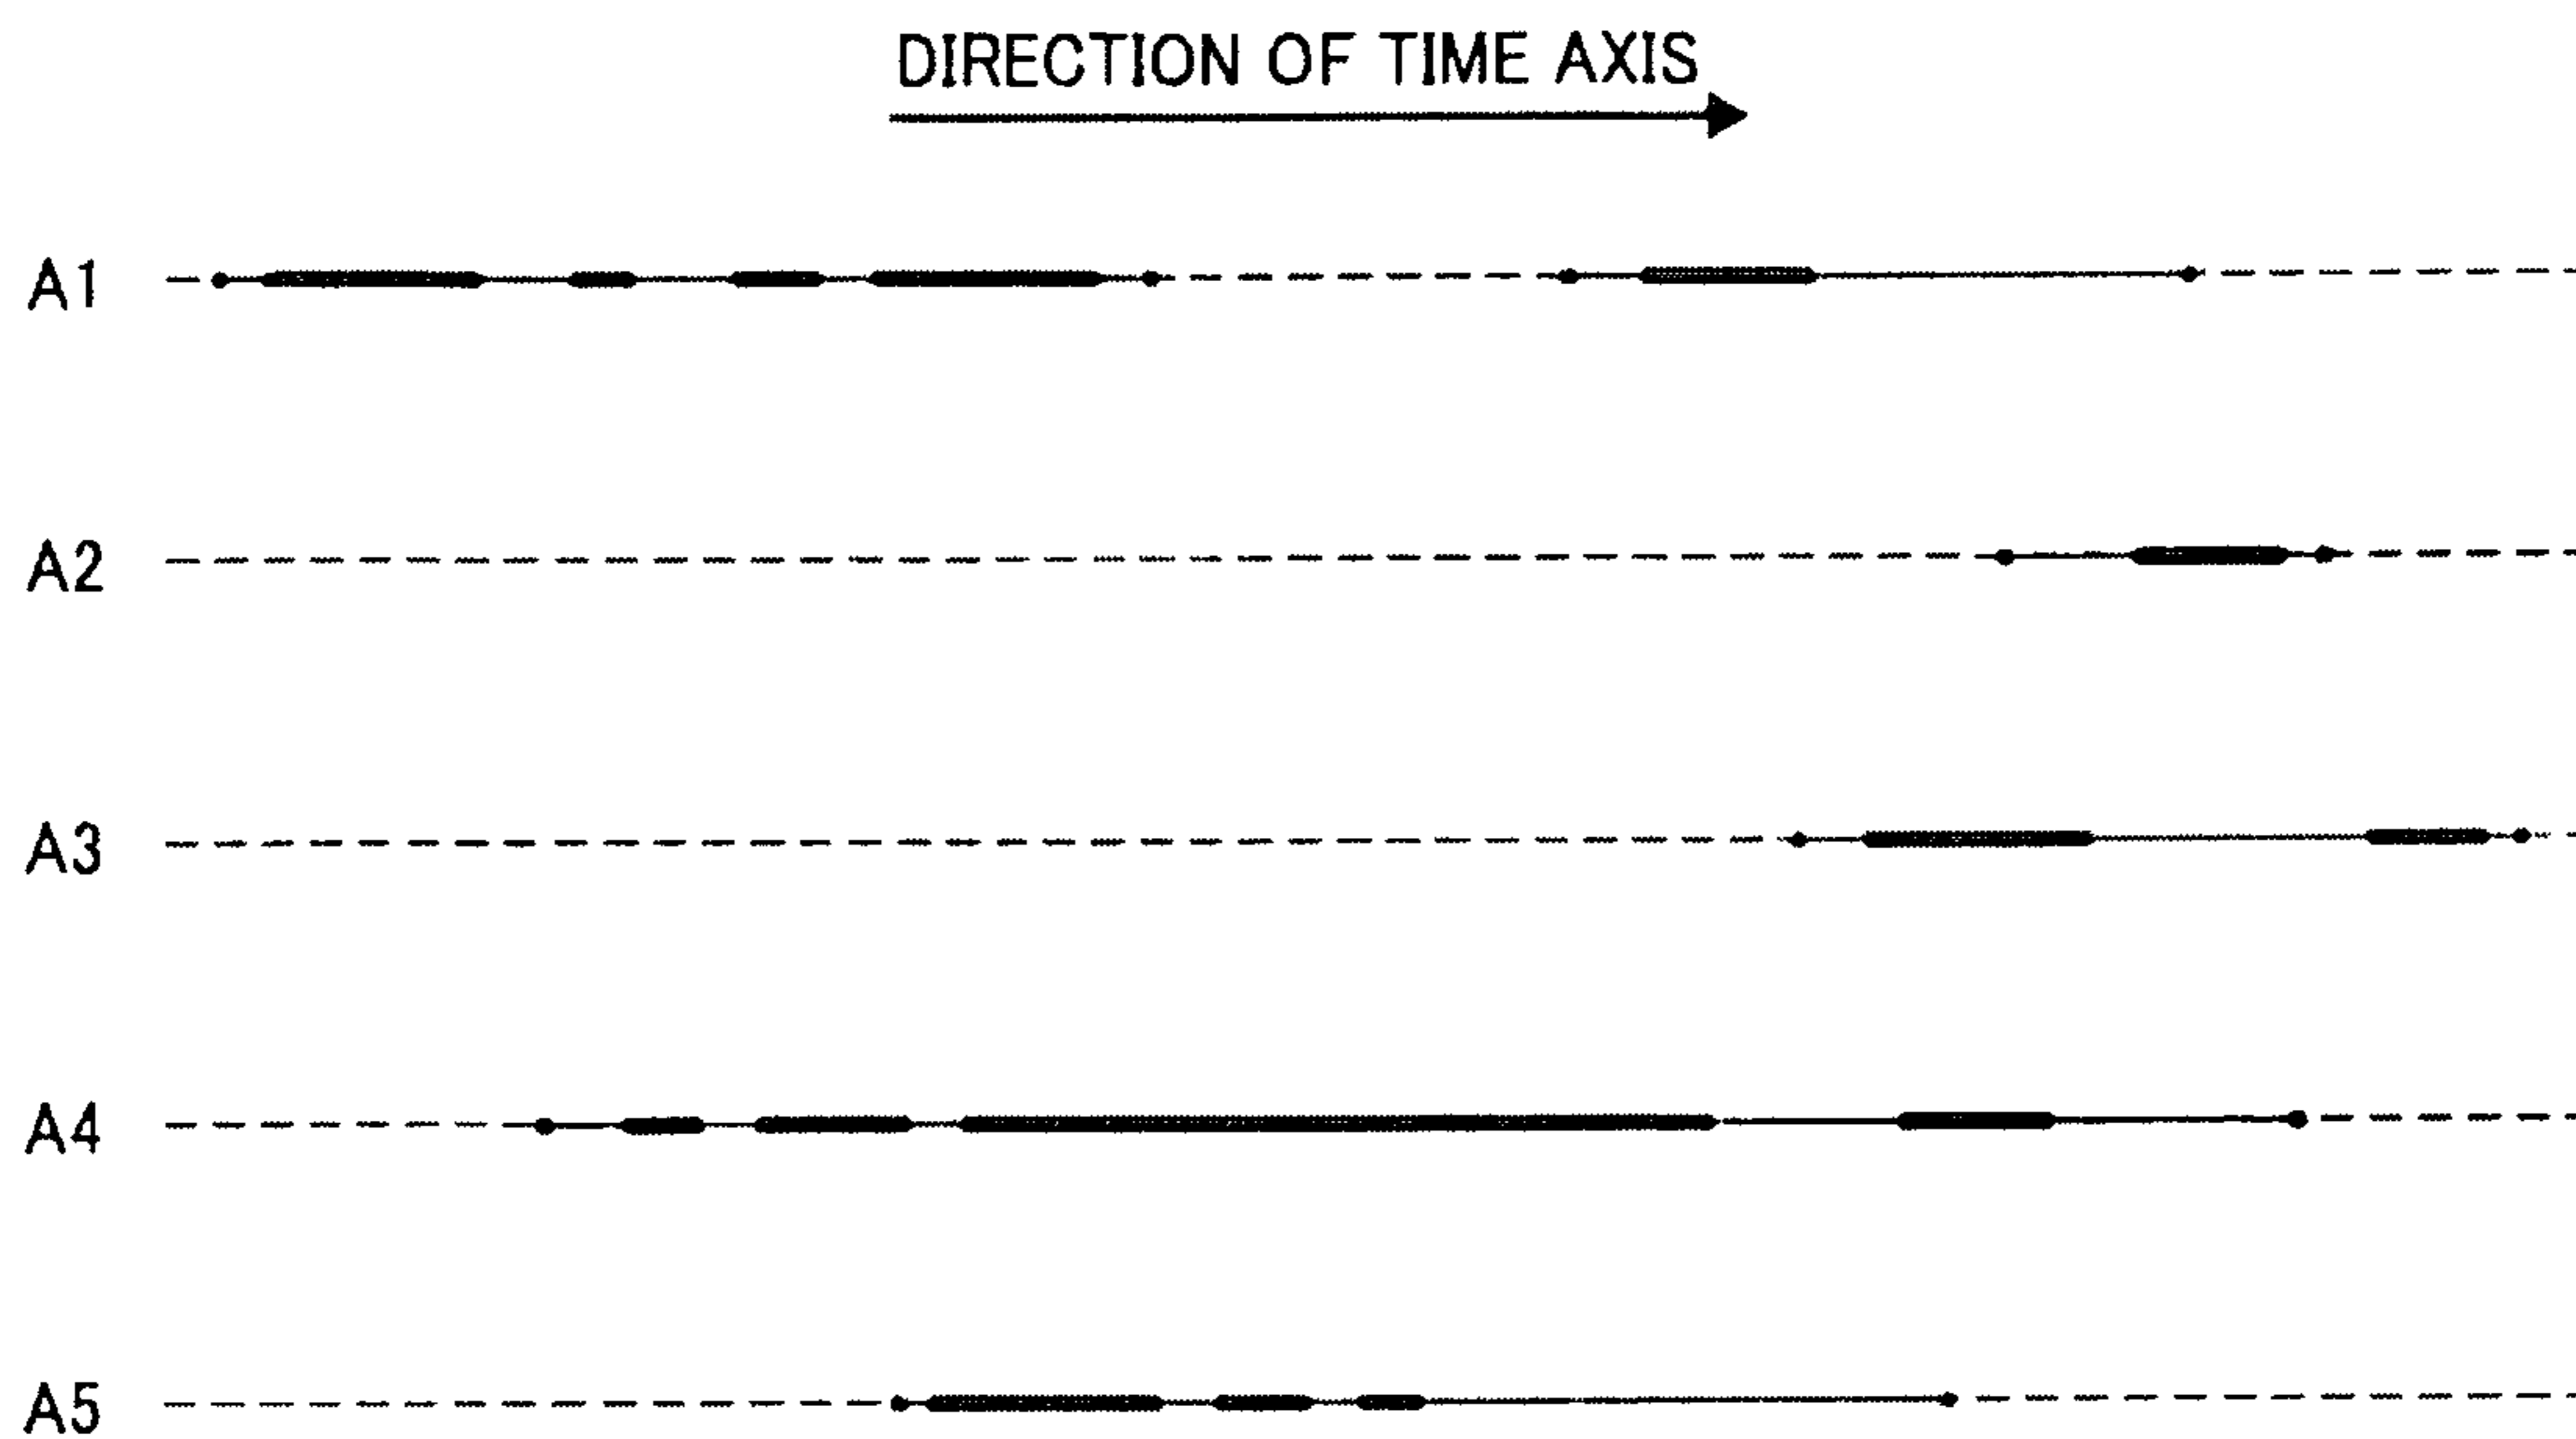 DIRECTION OF TIME AXIS
A1
A2
A3
A4
A5